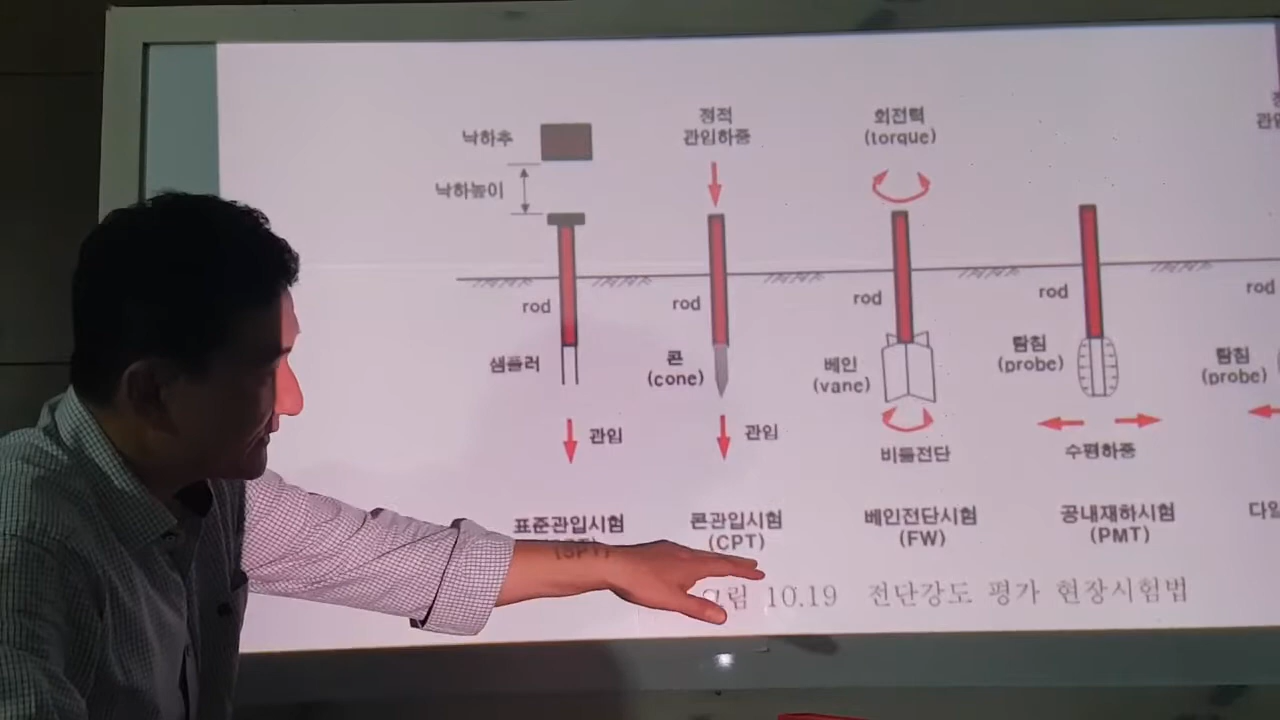 낙하추
낙하높이
rod
샘플러
관입
표준관입시험
(SPT)
정적
관입하중
rod
콘
(cone)
관입
콘관입시험
(CPT)
회전력
(torque)
rod
베인
(vane)
비틂전단
베인전단시험
(FW)
rod
탐침
(probe)
수평하중
공내재하시험
(PMT)
rod
탐침
(probe)
그림 10.19 전단강도 평가 현장시험법